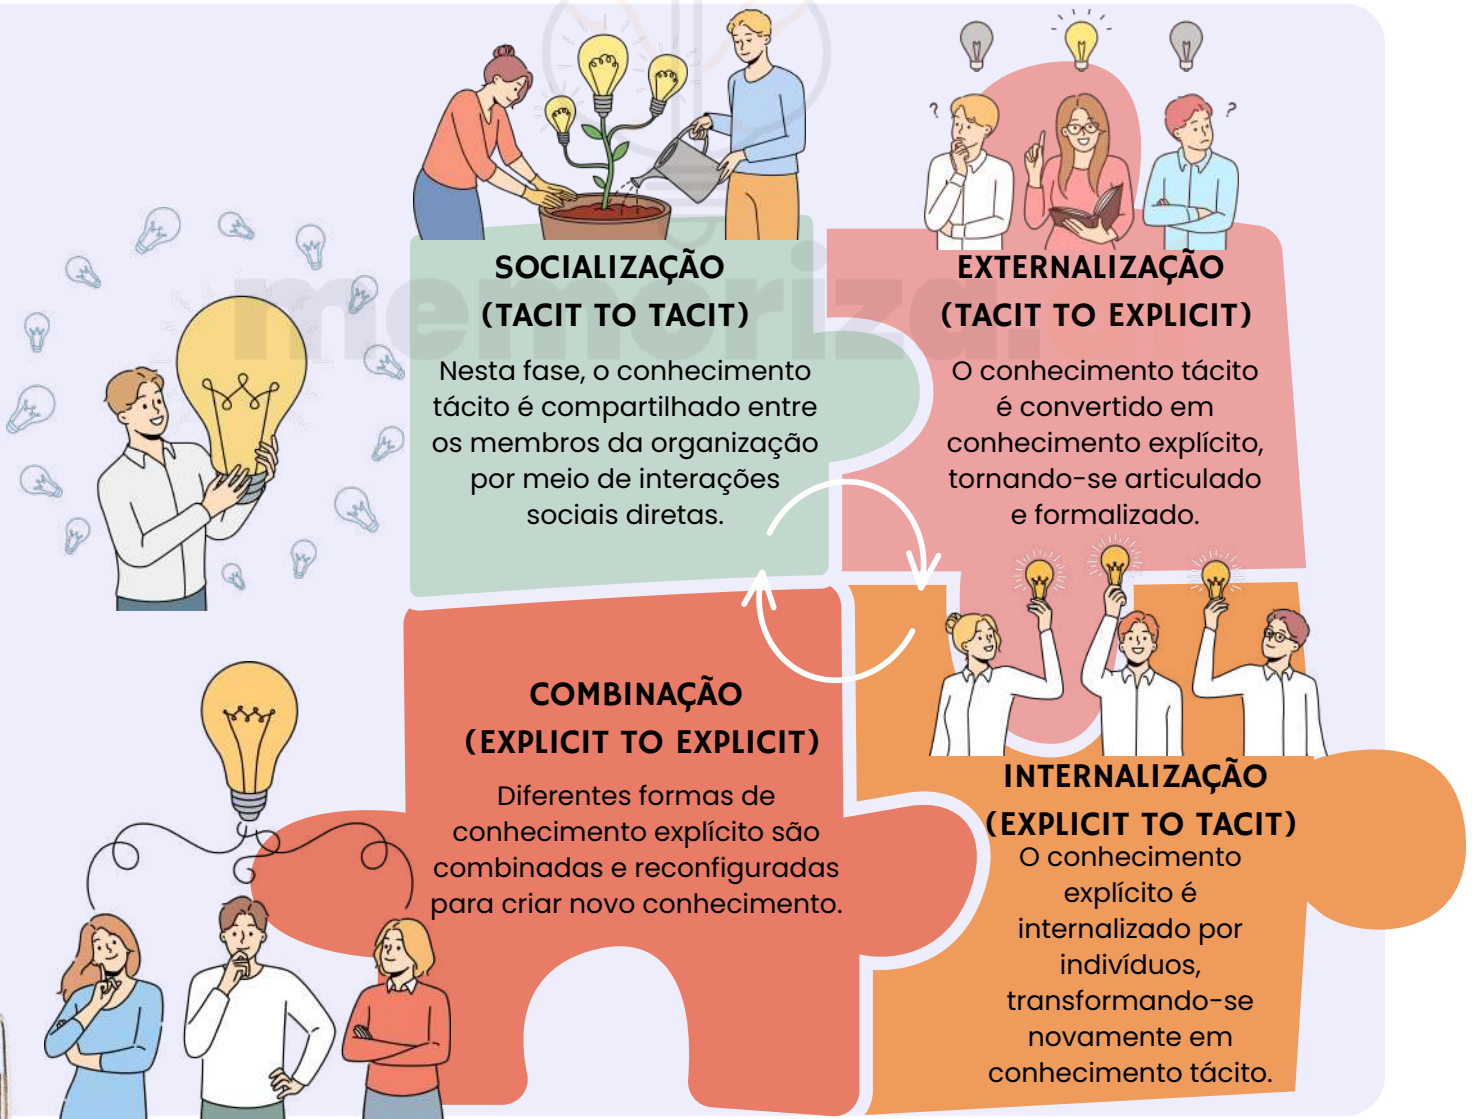 SOCIALIZAÇÃO
(TACIT TO TACIT)
Nesta fase, o conhecimento
tácito é compartilhado entre
os membros da organização
por meio de interações
sociais diretas.
EXTERNALIZAÇÃO
(TACIT TO EXPLICIT)
O conhecimento tácito
é convertido em
conhecimento explícito,
tornando-se articulado
e formalizado.
COMBINAÇÃO
(EXPLICIT TO EXPLICIT)
Diferentes formas de
conhecimento explícito são
combinadas e reconfiguradas
para criar novo conhecimento.
INTERNALIZAÇÃO
(EXPLICIT TO TACIT)
O conhecimento
explícito é
internalizado por
indivíduos,
transformando-se
novamente em
conhecimento tácito.
memoriza.ai
? ?